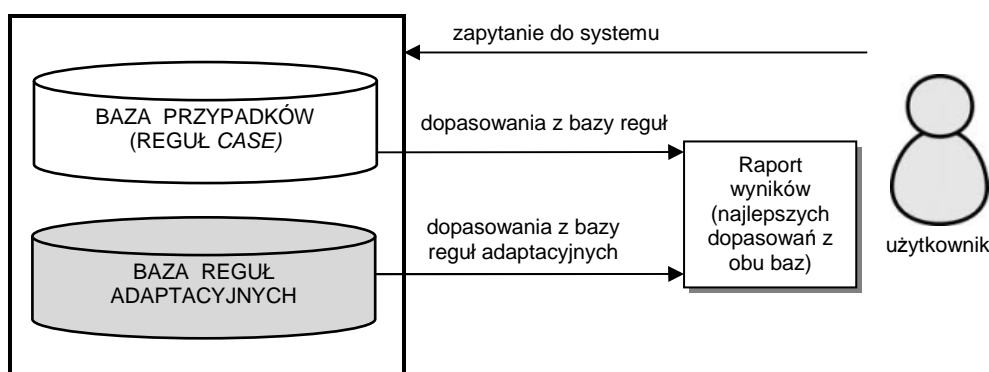 zapytanie do systemu
BAZA PRZYPADKÓW
(REGUŁ CASE)
dopasowania z bazy reguł
Raport
wyników
(najlepszych
dopasowań z
obu baz)
dopasowania z bazy
reguł adaptacyjnych
użytkownik
BAZA REGUŁ
ADAPTACYJNYCH